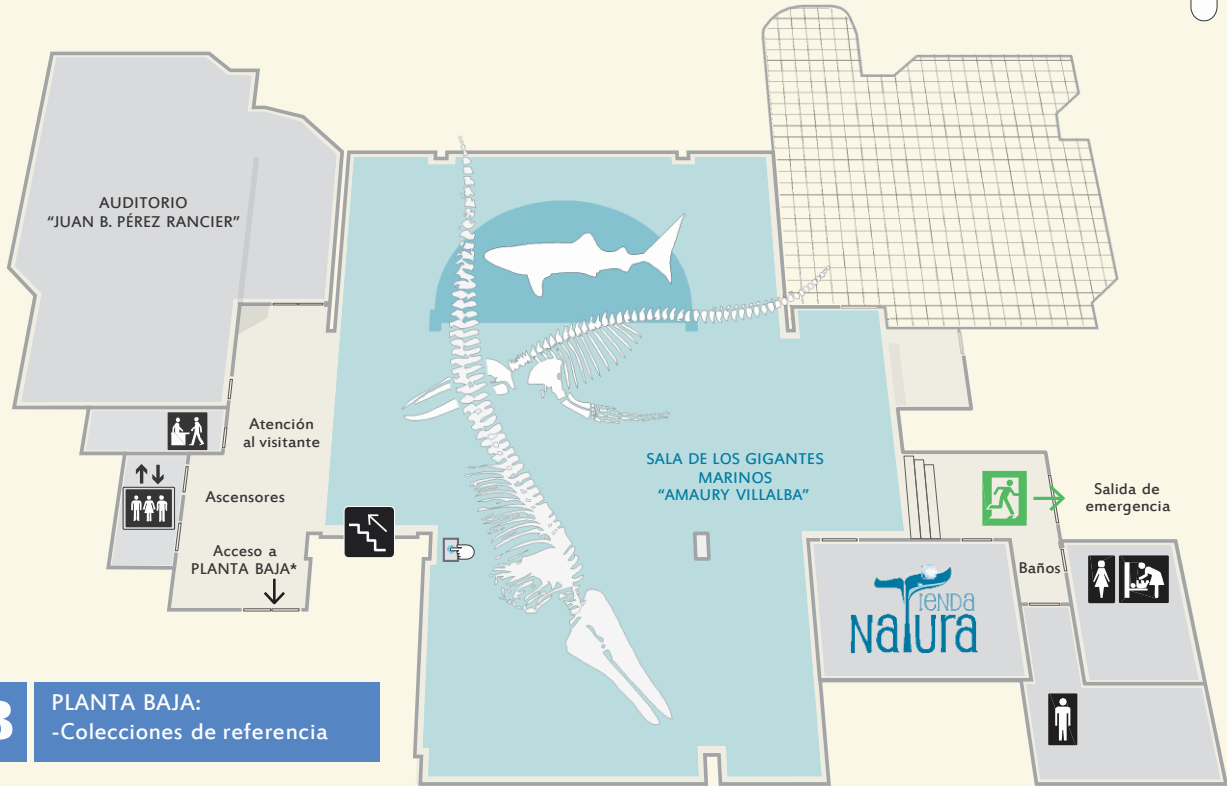 AUDITORIO
“JUAN B. PÉREZ RANCIER”
Atención
al visitante
Ascensores
Acceso a
PLANTA BAJA*
SALA DE LOS GIGANTES
MARINOS
“AMAURY VILLALBA”
Salida de
emergencia
Baños
TIENDA
NATURA
PLANTA BAJA:
-Colecciones de referencia